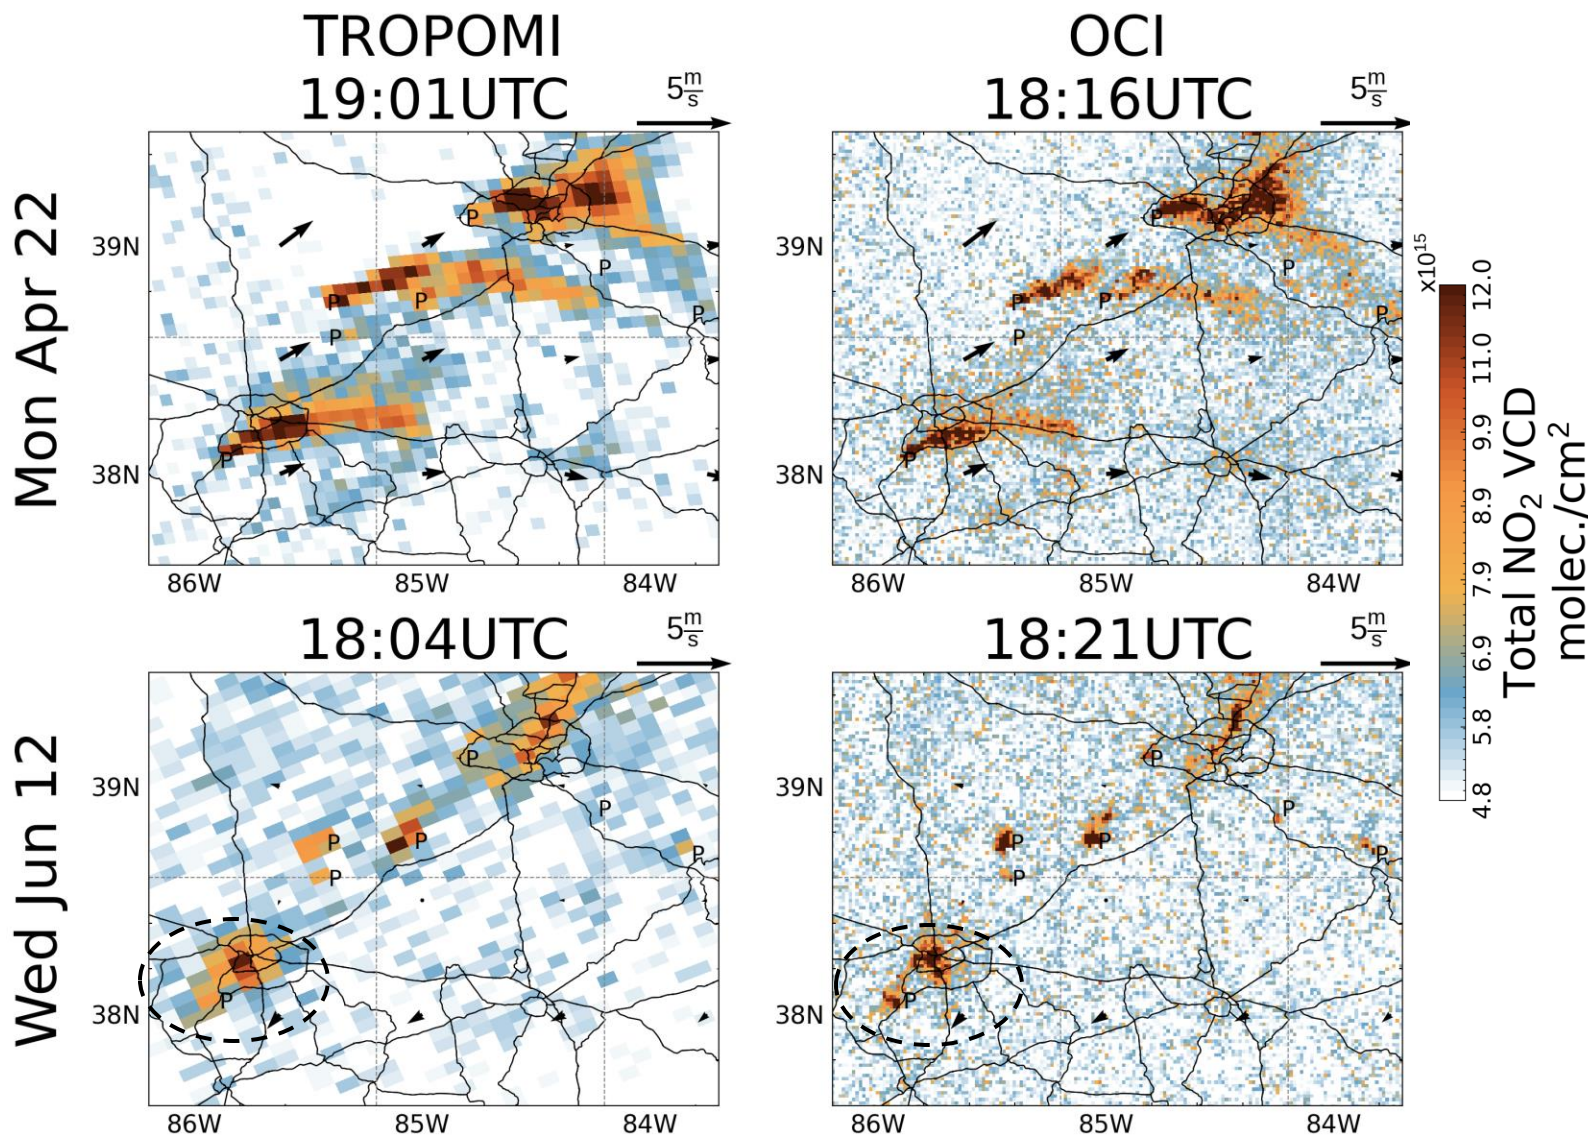 TROPOMI
19:01UTC
5 m/s
OCI
18:16UTC
5 m/s
Mon Apr 22
P
P
P
P
P
P
P
39N
38N
86W
85W
84W
P
P
P
P
P
P
P
39N
38N
86W
85W
84W
18:04UTC
5 m/s
18:21UTC
5 m/s
Wed Jun 12
P
P
P
P
P
P
P
39N
38N
86W
85W
84W
P
P
P
P
P
P
P
39N
38N
86W
85W
84W
x10¹⁵
12.0
11.0
9.9
8.9
7.9
6.9
5.8
4.8
Total NO₂ VCD
molec./cm²